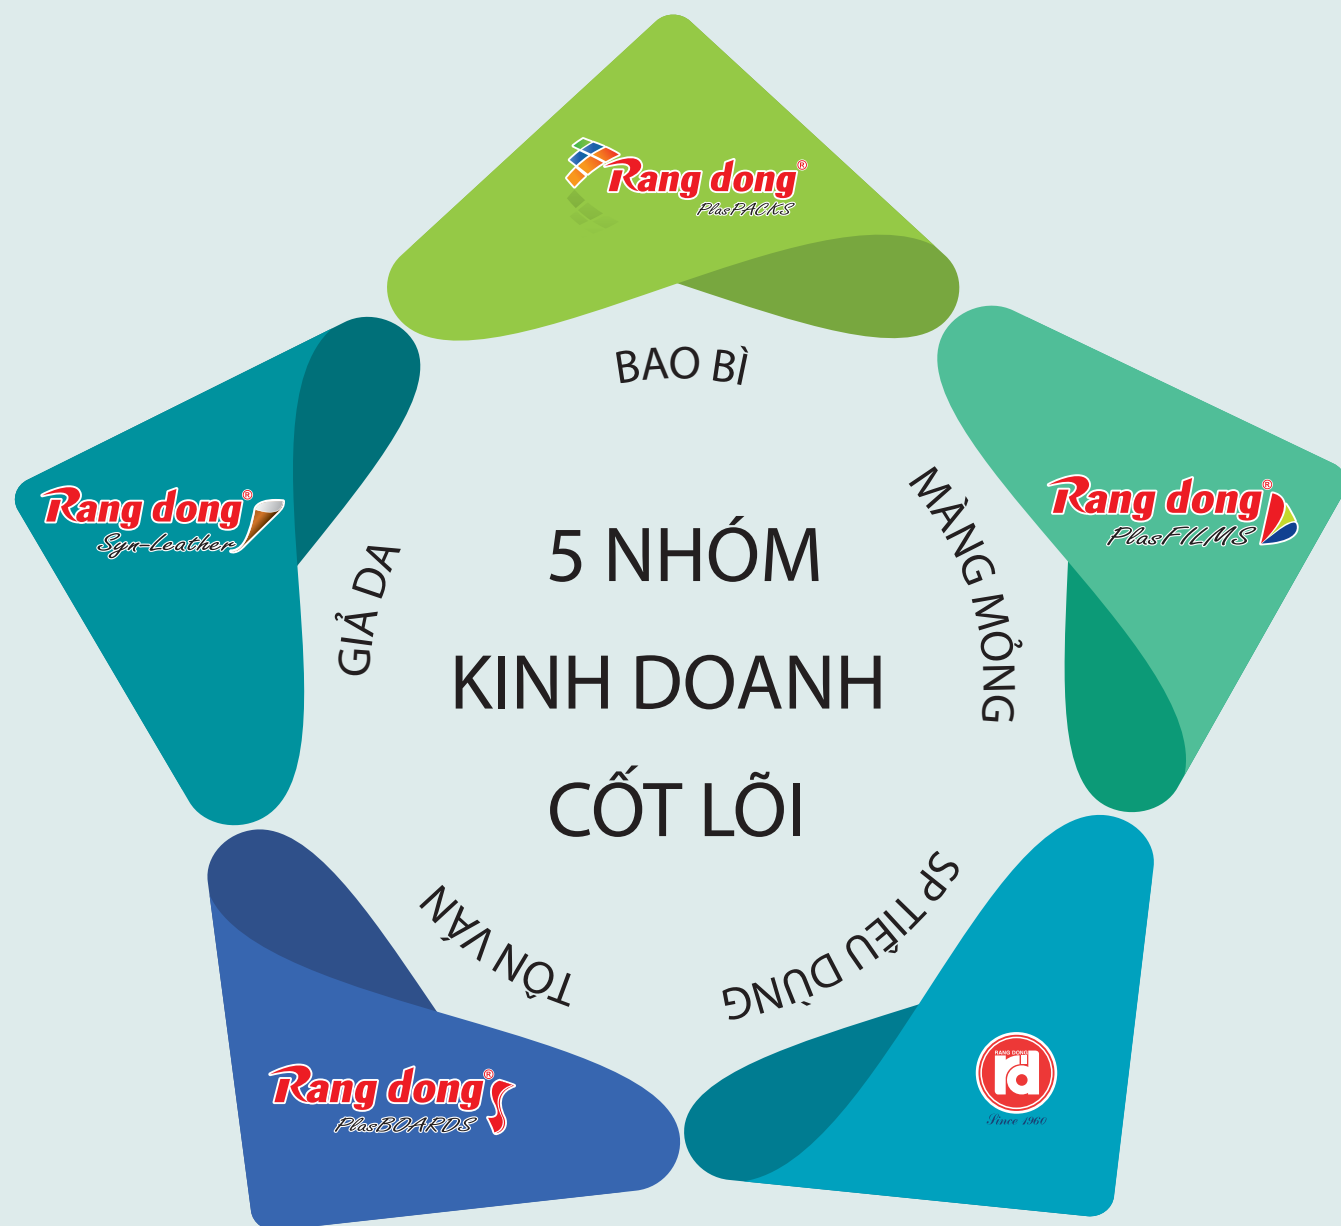 Rang dong®
PlasPACKS
BAO BÌ
Rang dong®
PlasFILMS
MÀNG MỎNG
Rang dong®
Syn-Leather
GIẢ DA
5 NHÓM
KINH DOANH
CỐT LÕI
TÔN VÁN
SP TIÊU DÙNG
Rang dong®
PlasBOARDS
RANG DONG
rd
Since 1960